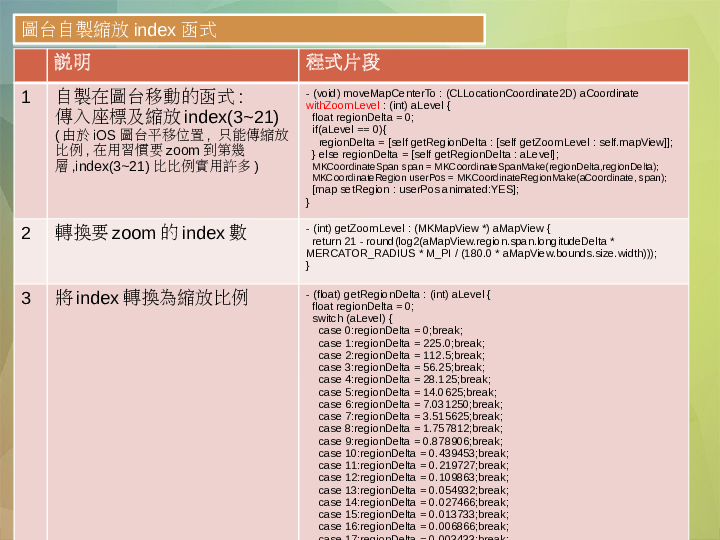 圖台自製縮放 index 函式
說明
程式片段
1
自製在圖台移動的函式 :
傳入座標及縮放 index(3~21)
( 由於 iOS 圖台平移位置 , 只能傳縮放
比例 , 在用習慣要 zoom 到第幾
層 ,index(3~21) 比比例實用許多 )
- (void) moveMapCenterTo : (CLLocationCoordinate2D) aCoordinate
withZoomLevel : (int) aLevel {
float regionDelta = 0;
if(aLevel == 0){
regionDelta = [self getRegionDelta : [self getZoomLevel : self.mapView]];
} else regionDelta = [self getRegionDelta : aLevel];
MKCoordinateSpan span = MKCoordinateSpanMake(regionDelta,regionDelta);
MKCoordinateRegion userPos = MKCoordinateRegionMake(aCoordinate, span);
[map setRegion : userPos animated:YES];
}
2
轉換要 zoom 的 index 數
- (int) getZoomLevel : (MKMapView *) aMapView {
return 21 - round(log2(aMapView.region.span.longitudeDelta *
MERCATOR_RADIUS * M_PI / (180.0 * aMapView.bounds.size.width)));
}
3
將 index 轉換為縮放比例
- (float) getRegionDelta : (int) aLevel {
float regionDelta = 0;
switch (aLevel) {
case 0:regionDelta = 0;break;
case 1:regionDelta = 225.0;break;
case 2:regionDelta = 112.5;break;
case 3:regionDelta = 56.25;break;
case 4:regionDelta = 28.125;break;
case 5:regionDelta = 14.0625;break;
case 6:regionDelta = 7.031250;break;
case 7:regionDelta = 3.515625;break;
case 8:regionDelta = 1.757812;break;
case 9:regionDelta = 0.878906;break;
case 10:regionDelta = 0.439453;break;
case 11:regionDelta = 0.219727;break;
case 12:regionDelta = 0.109863;break;
case 13:regionDelta = 0.054932;break;
case 14:regionDelta = 0.027466;break;
case 15:regionDelta = 0.013733;break;
case 16:regionDelta = 0.006866;break;
case 17:regionDelta = 0.003433;break;